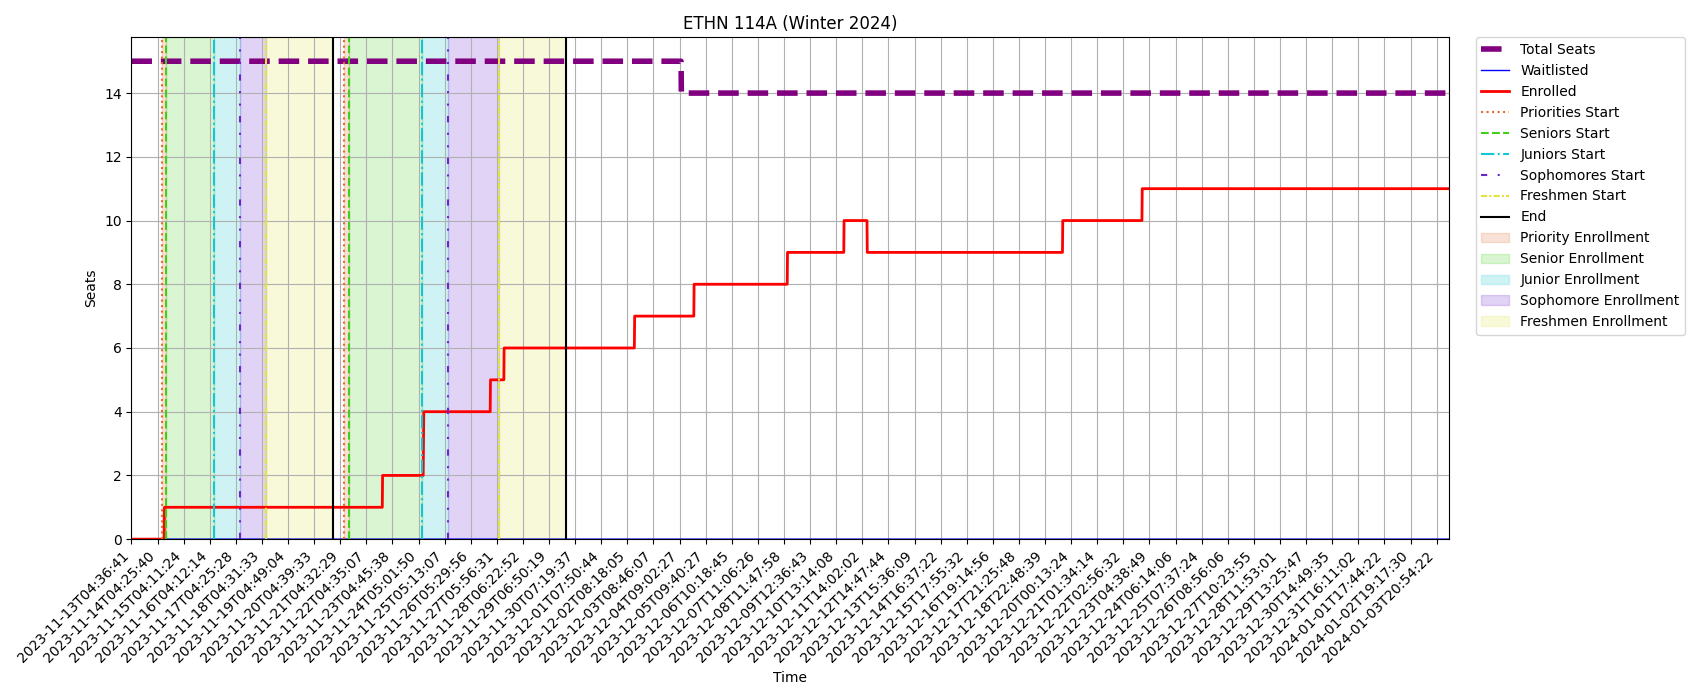 ETHN 114A (Winter 2024)
Total Seats
Waitlisted
Enrolled
Priorities Start
Seniors Start
Juniors Start
Sophomores Start
Freshmen Start
End
Priority Enrollment
Senior Enrollment
Junior Enrollment
Sophomore Enrollment
Freshmen Enrollment
Seats
14
12
10
8
6
4
2
0
2023-11-13T04:36:41
2023-11-14T04:25:40
2023-11-15T04:11:24
2023-11-16T04:12:14
2023-11-17T04:25:28
2023-11-18T04:31:33
2023-11-19T04:49:04
2023-11-20T04:39:33
2023-11-21T04:32:29
2023-11-22T04:35:07
2023-11-23T04:45:38
2023-11-24T05:01:50
2023-11-25T05:13:07
2023-11-26T05:29:56
2023-11-27T05:56:31
2023-11-28T06:22:52
2023-11-29T06:50:19
2023-11-30T07:19:37
2023-12-01T07:50:44
2023-12-02T08:18:05
2023-12-03T08:46:07
2023-12-04T09:02:27
2023-12-05T09:40:27
2023-12-06T10:18:45
2023-12-07T11:06:26
2023-12-08T11:47:58
2023-12-09T12:36:43
2023-12-10T13:14:08
2023-12-11T14:02:02
2023-12-12T14:47:44
2023-12-13T15:36:09
2023-12-14T16:37:22
2023-12-15T17:55:32
2023-12-16T19:14:56
2023-12-17T21:25:48
2023-12-18T22:48:39
2023-12-20T00:13:24
2023-12-21T01:34:14
2023-12-22T02:56:32
2023-12-23T04:38:49
2023-12-24T06:14:06
2023-12-25T07:37:24
2023-12-26T08:56:06
2023-12-27T10:23:55
2023-12-28T11:53:01
2023-12-29T13:25:47
2023-12-30T14:49:35
2023-12-31T16:11:02
2024-01-01T17:44:22
2024-01-02T19:17:30
2024-01-03T20:54:22
Time